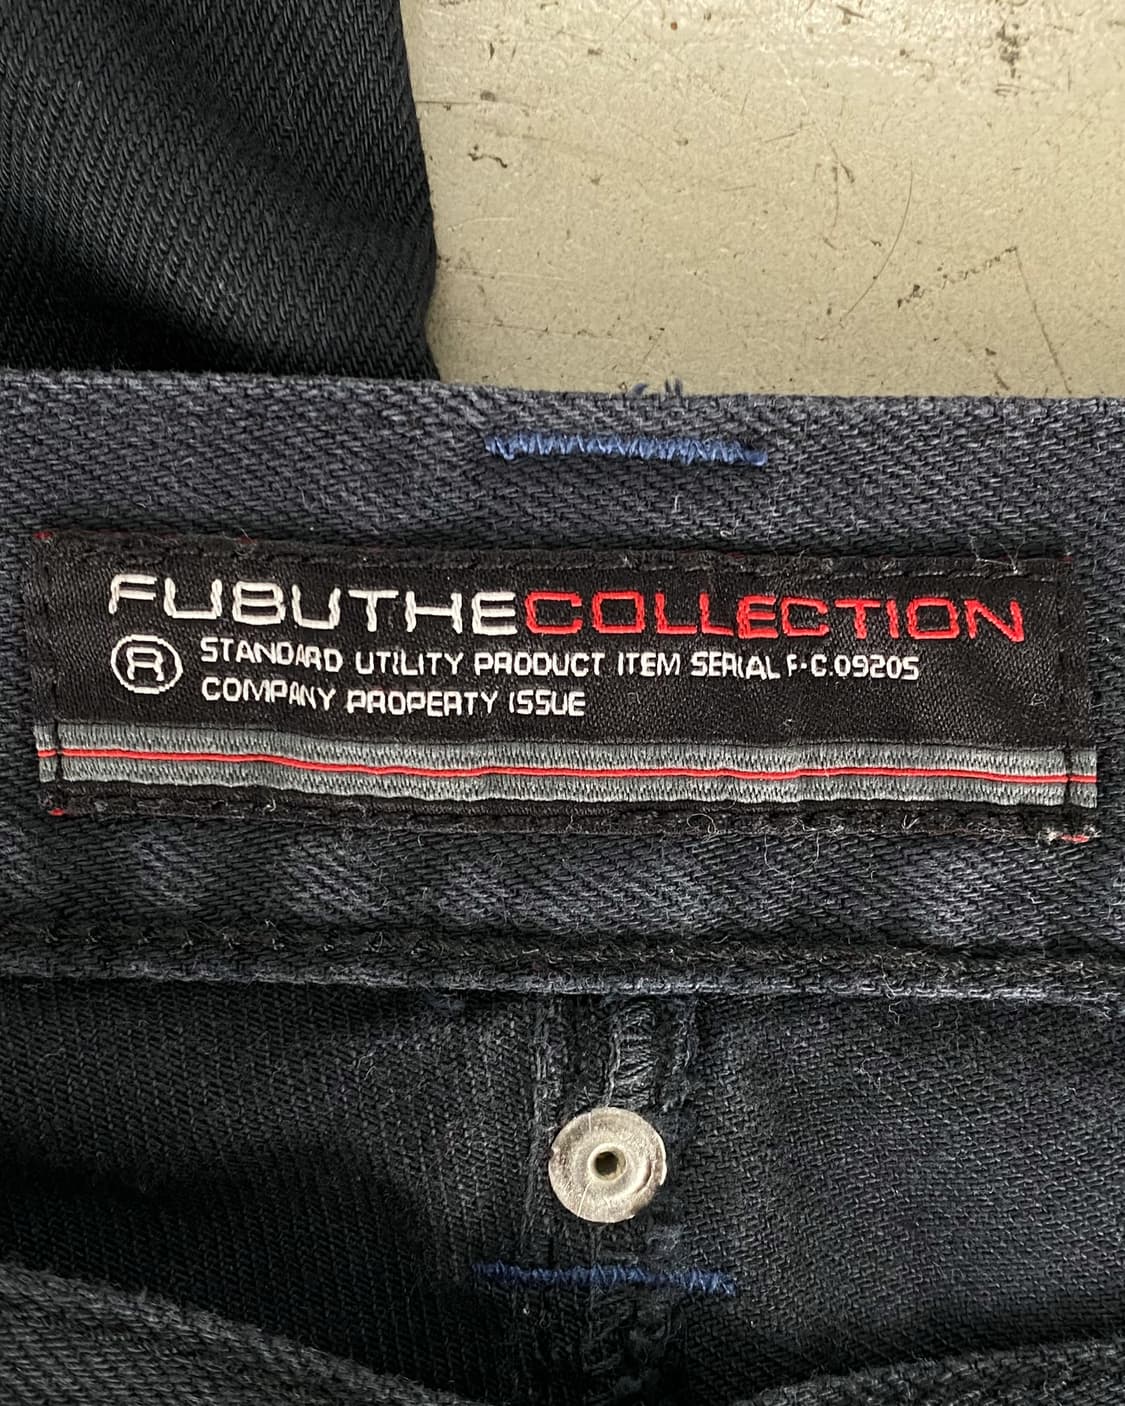 FUBUTHECOLLECTION
® STANDARD UTILITY PRODUCT ITEM SERIAL F-C.09205
COMPANY PROPERTY ISSUE